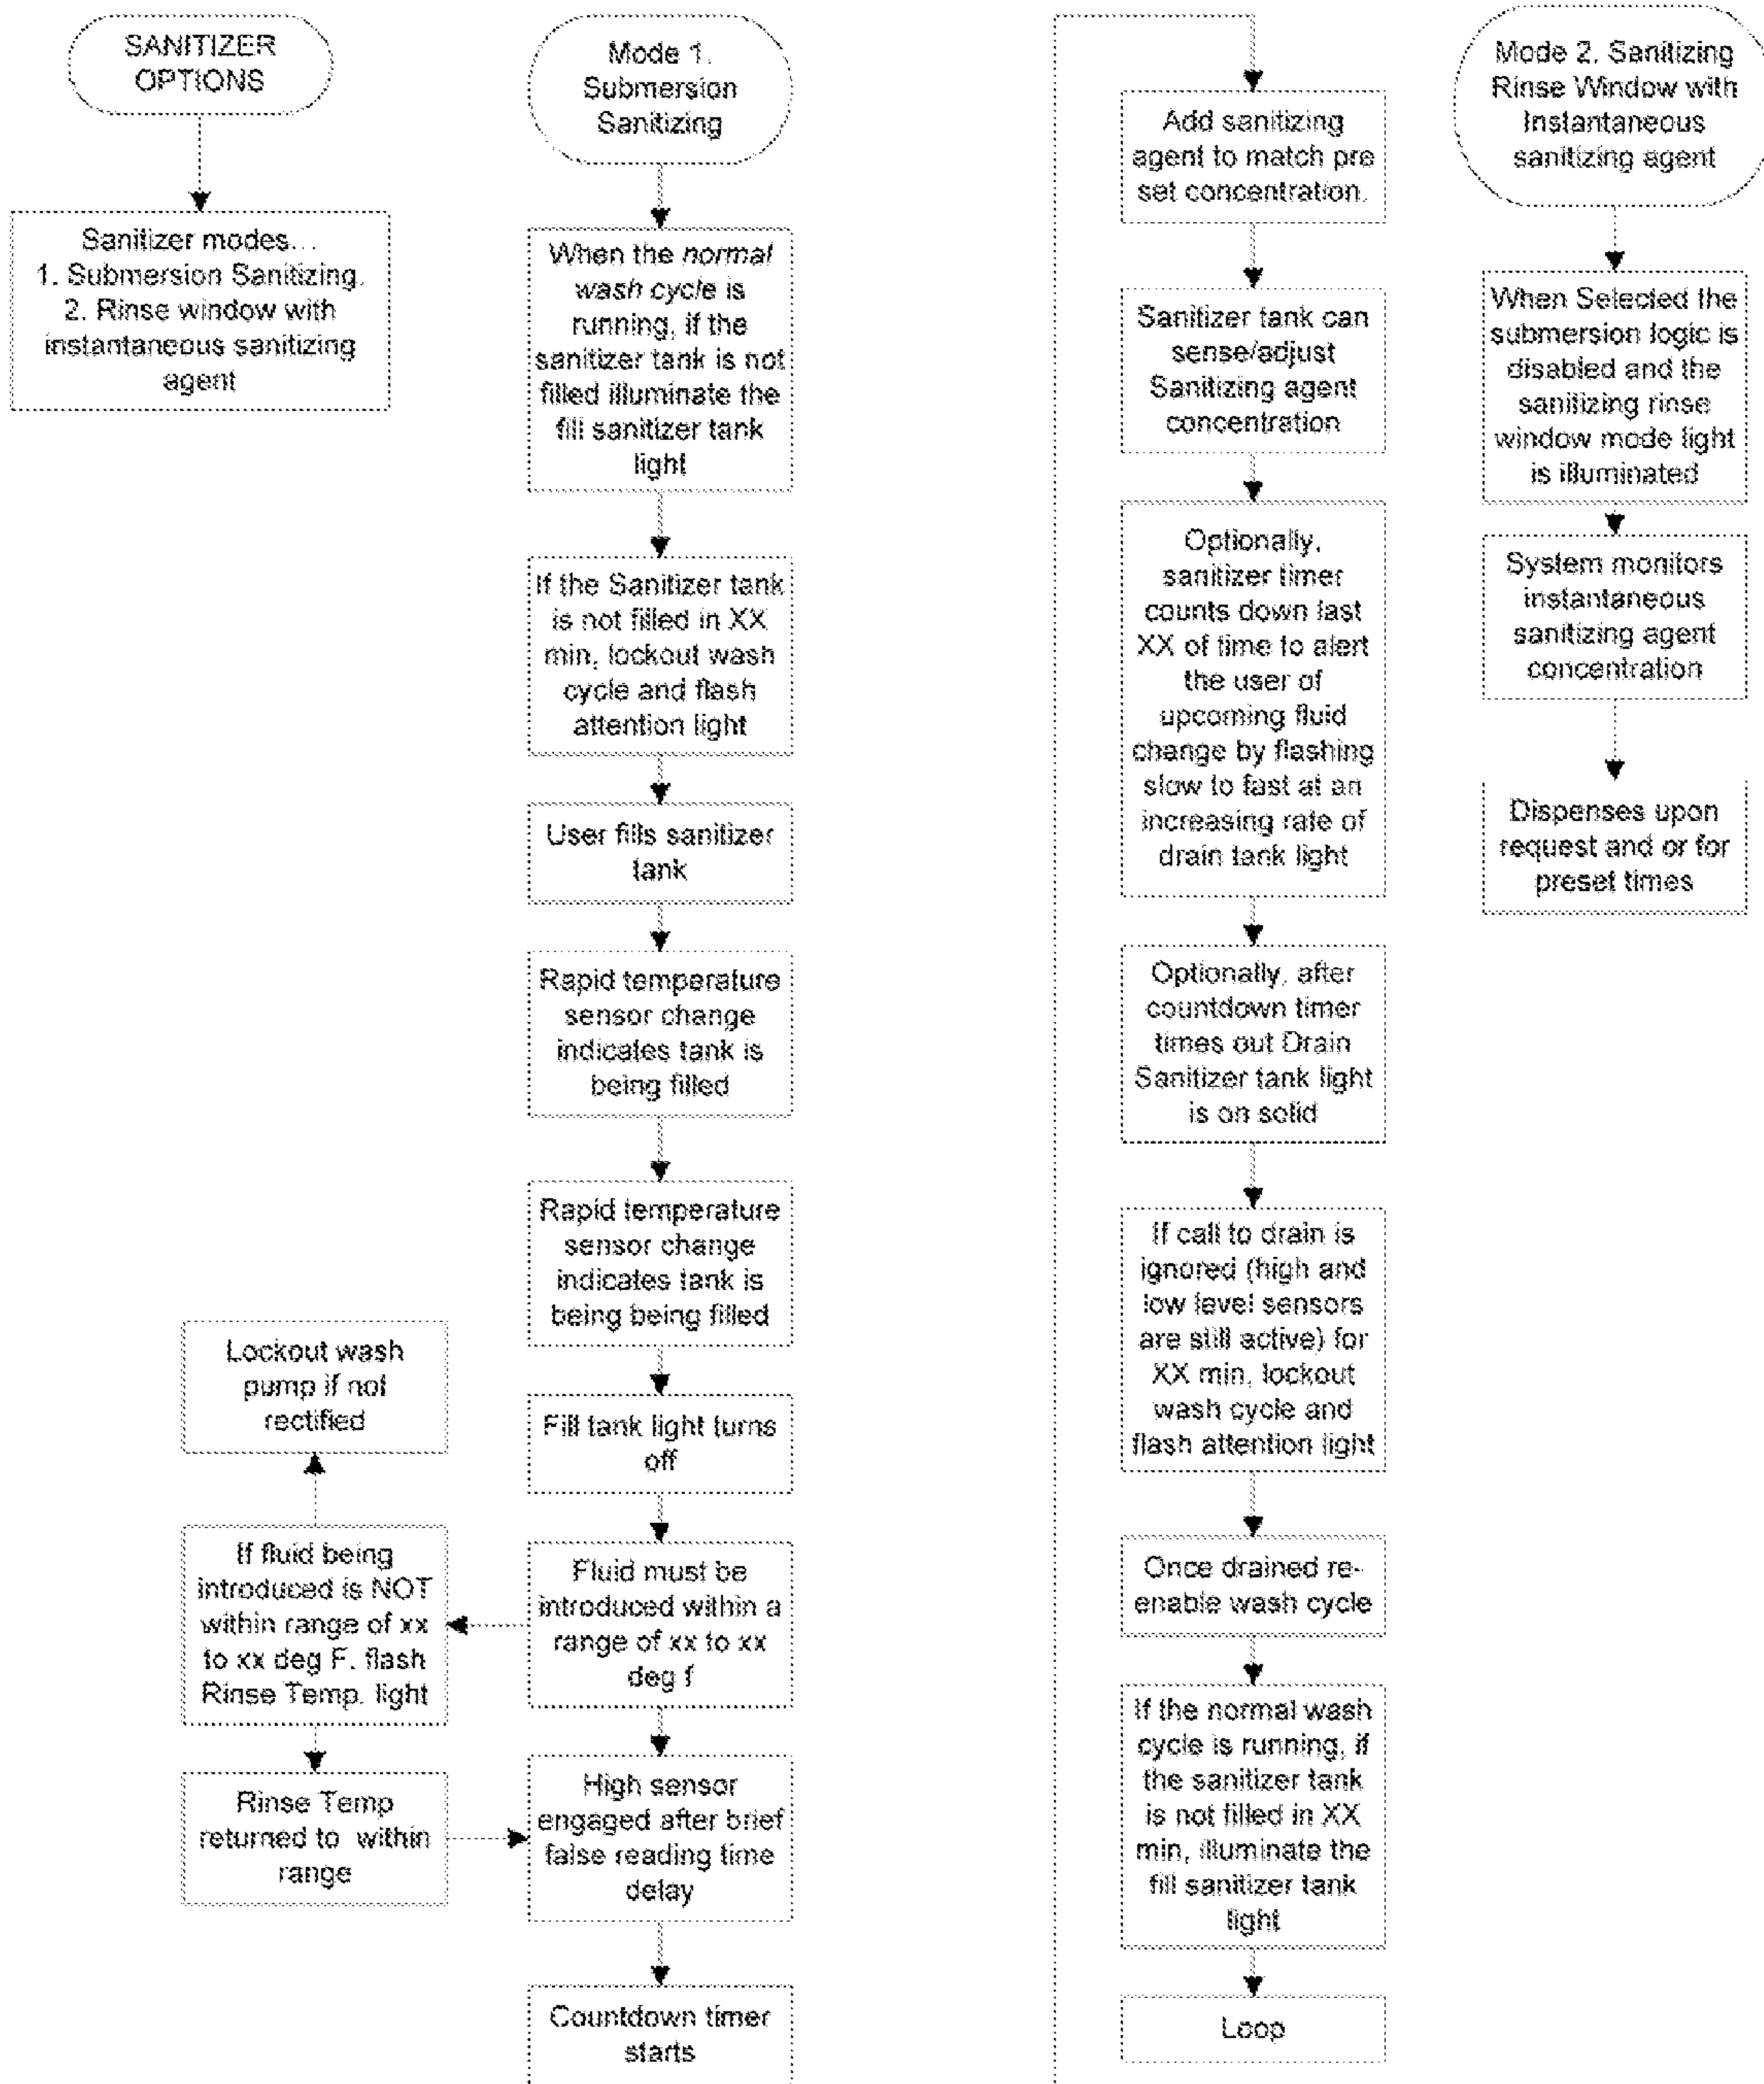 SANITIZER
OPTIONS
Sanitizer modes...
1. Submersion Sanitizing.
2. Rinse window with
instantaneous sanitizing
agent
Mode 1.
Submersion
Sanitizing
When the normal
wash cycle is
running, if the
sanitizer tank is not
filled illuminate the
fill sanitizer tank
light
If the Sanitizer tank
is not filled in XX
min, lockout wash
cycle and flash
attention light
User fills sanitizer
tank
Rapid temperature
sensor change
indicates tank is
being filled
Rapid temperature
sensor change
indicates tank is
being being filled
Fill tank light turns
off
Fluid must be
introduced within a
range of xx to xx
deg f
If fluid being
introduced is NOT
within range of xx
to xx deg F. flash
Rinse Temp. light
Lockout wash
pump if not
rectified
Rinse Temp
returned to within
range
High sensor
engaged after brief
false reading time
delay
Countdown timer
starts
Add sanitizing
agent to match pre
set concentration.
Sanitizer tank can
sense/adjust
Sanitizing agent
concentration
Optionally,
sanitizer timer
counts down last
XX of time to alert
the user of
upcoming fluid
change by flashing
slow to fast at an
increasing rate of
drain tank light
Optionally, after
countdown timer
times out Drain
Sanitizer tank light
is on solid
If call to drain is
ignored (high and
low level sensors
are still active) for
XX min, lockout
wash cycle and
flash attention light
Once drained re-
enable wash cycle
If the normal wash
cycle is running, if
the sanitizer tank
is not filled in XX
min, illuminate the
fill sanitizer tank
light
Loop
Mode 2. Sanitizing
Rinse Window with
Instantaneous
sanitizing agent
When Selected the
submersion logic is
disabled and the
sanitizing rinse
window mode light
is illuminated
System monitors
instantaneous
sanitizing agent
concentration
Dispenses upon
request and or for
preset times